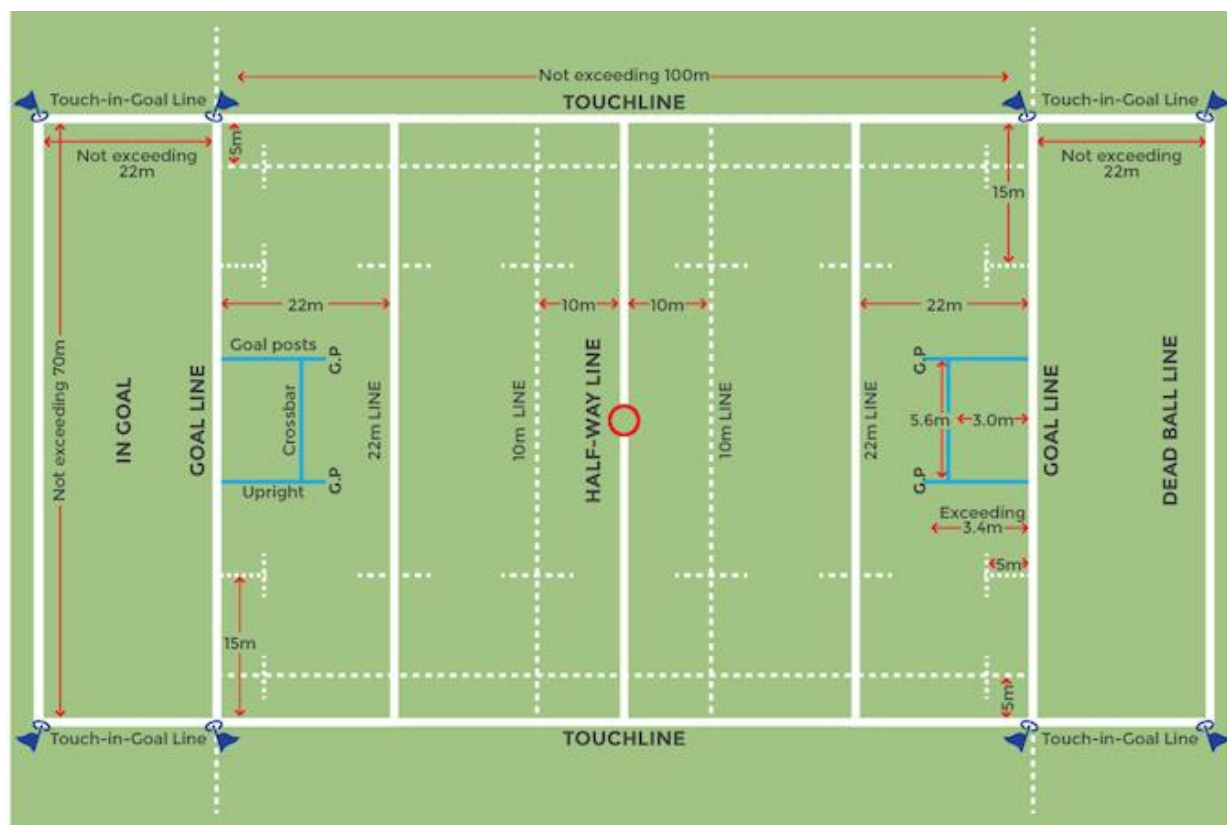 Not exceeding 100m
Touch-in-Goal Line
TOUCHLINE
Touch-in-Goal Line
Not exceeding
22m
5m
Not exceeding
22m
15m
22m
10m
10m
22m
Not exceeding 70m
IN GOAL
GOAL LINE
Goal posts
G.P
Crossbar
Upright
G.P
22m LINE
10m LINE
HALF-WAY LINE
10m LINE
22m LINE
G.P
5.6m
3.0m
G.P
GOAL LINE
DEAD BALL LINE
Exceeding
3.4m
5m
15m
5m
Touch-in-Goal Line
TOUCHLINE
Touch-in-Goal Line